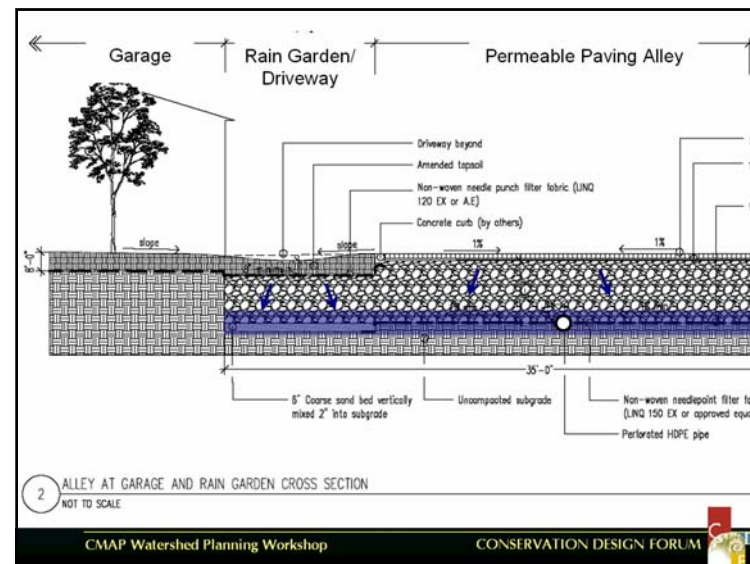 Garage
Rain Garden/
Driveway
Permeable Paving Alley
Driveway beyond
Amended topsoil
Non-woven needle punch filter fabric (LINQ
120 EX or A.E)
Concrete curb (by others)
slope
slope
1%
1%
35'-0"
6" Coarse sand bed vertically
mixed 2" into subgrade
Uncompacted subgrade
Non-woven needlepoint filter fa
(LINQ 150 EX or approved equa
Perforated HDPE pipe
2
ALLEY AT GARAGE AND RAIN GARDEN CROSS SECTION
NOT TO SCALE
CMAP Watershed Planning Workshop
CONSERVATION DESIGN FORUM
C
F